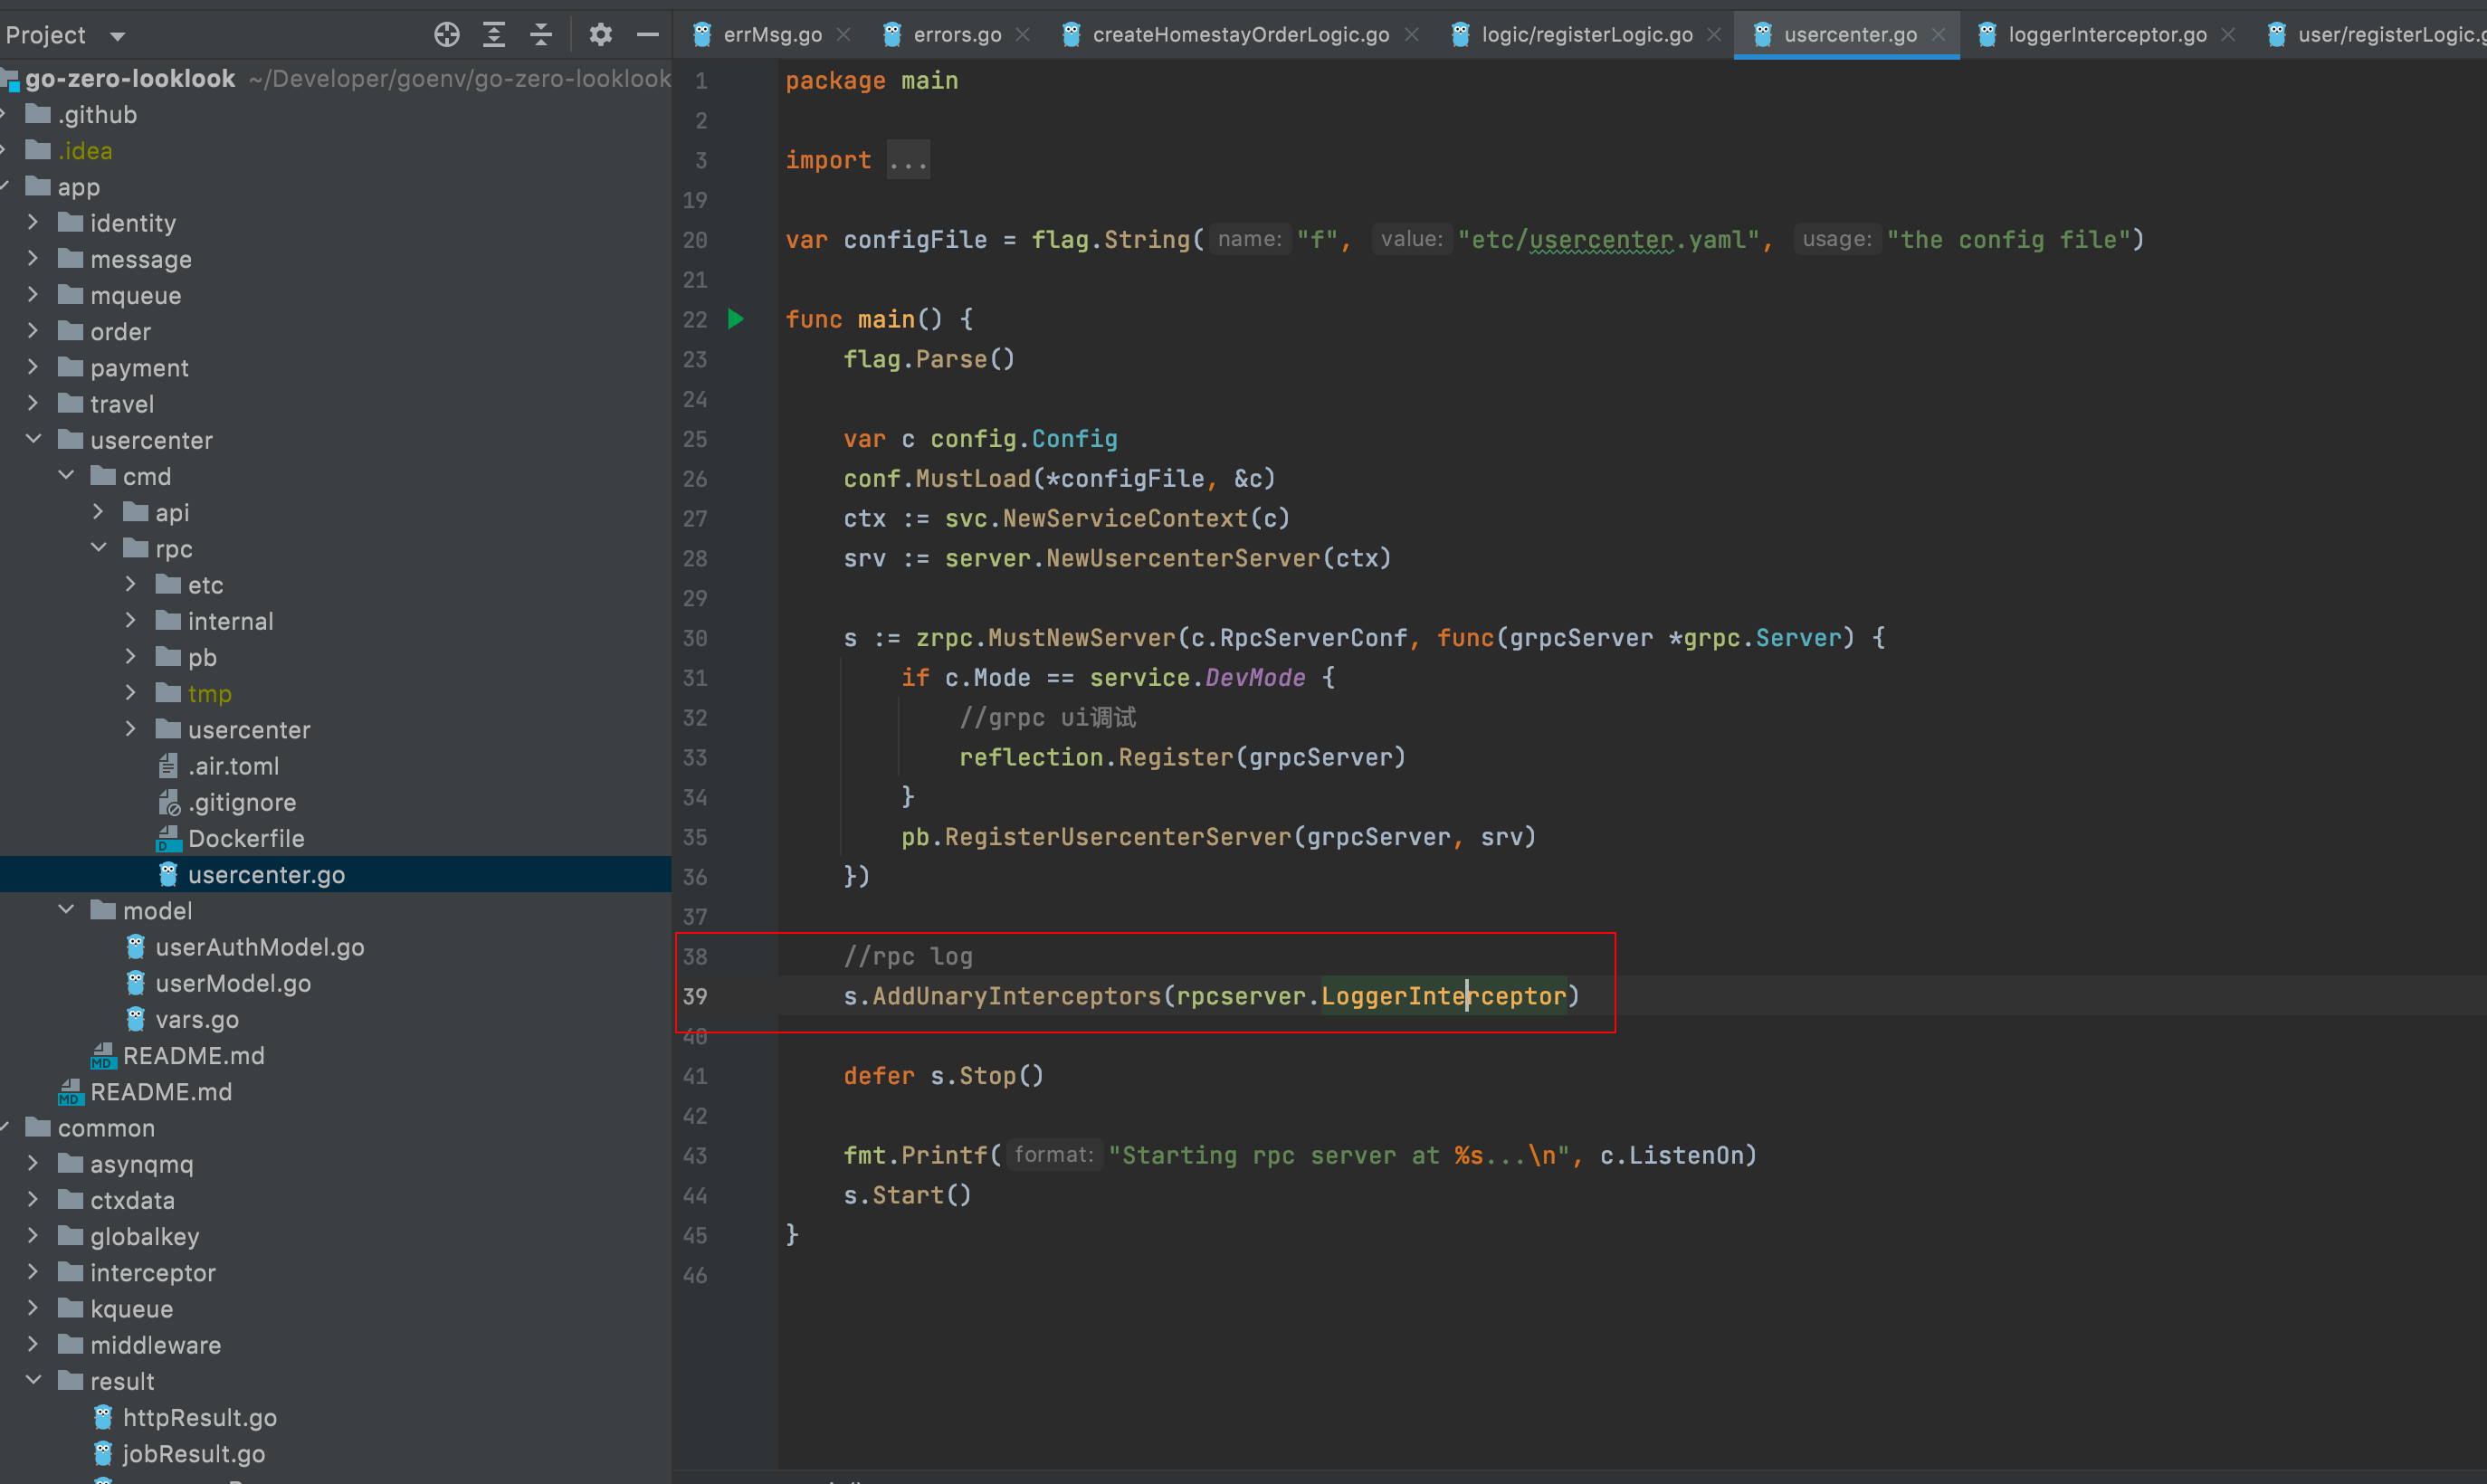 Project
go-zero-looklook ~/Developer/goenv/go-zero-looklook
.github
.idea
app
identity
message
mqueue
order
payment
travel
usercenter
cmd
api
rpc
etc
internal
pb
tmp
usercenter
.air.toml
.gitignore
Dockerfile
usercenter.go
model
userAuthModel.go
userModel.go
vars.go
README.md
README.md
common
asynqmq
ctxdata
globalkey
interceptor
kqueue
middleware
result
httpResult.go
jobResult.go
errMsg.go errors.go createHomestayOrderLogic.go logic/registerLogic.go usercenter.go loggerInterceptor.go user/registerLogic.g
1 package main
2
3 import ...
19
20 var configFile = flag.String( name: "f", value: "etc/usercenter.yaml", usage: "the config file")
21
22 func main() {
23 flag.Parse()
24
25 var c config.Config
26 conf.MustLoad(*configFile, &c)
27 ctx := svc.NewServiceContext(c)
28 srv := server.NewUsercenterServer(ctx)
29
30 s := zrpc.MustNewServer(c.RpcServerConf, func(grpcServer *grpc.Server) {
31 if c.Mode == service.DevMode {
32 //grpc ui调试
33 reflection.Register(grpcServer)
34 }
35 pb.RegisterUsercenterServer(grpcServer, srv)
36 })
37
38 //rpc log
39 s.AddUnaryInterceptors(rpcserver.LoggerInterceptor)
40
41 defer s.Stop()
42
43 fmt.Printf( format: "Starting rpc server at %s...\n", c.ListenOn)
44 s.Start()
45 }
46